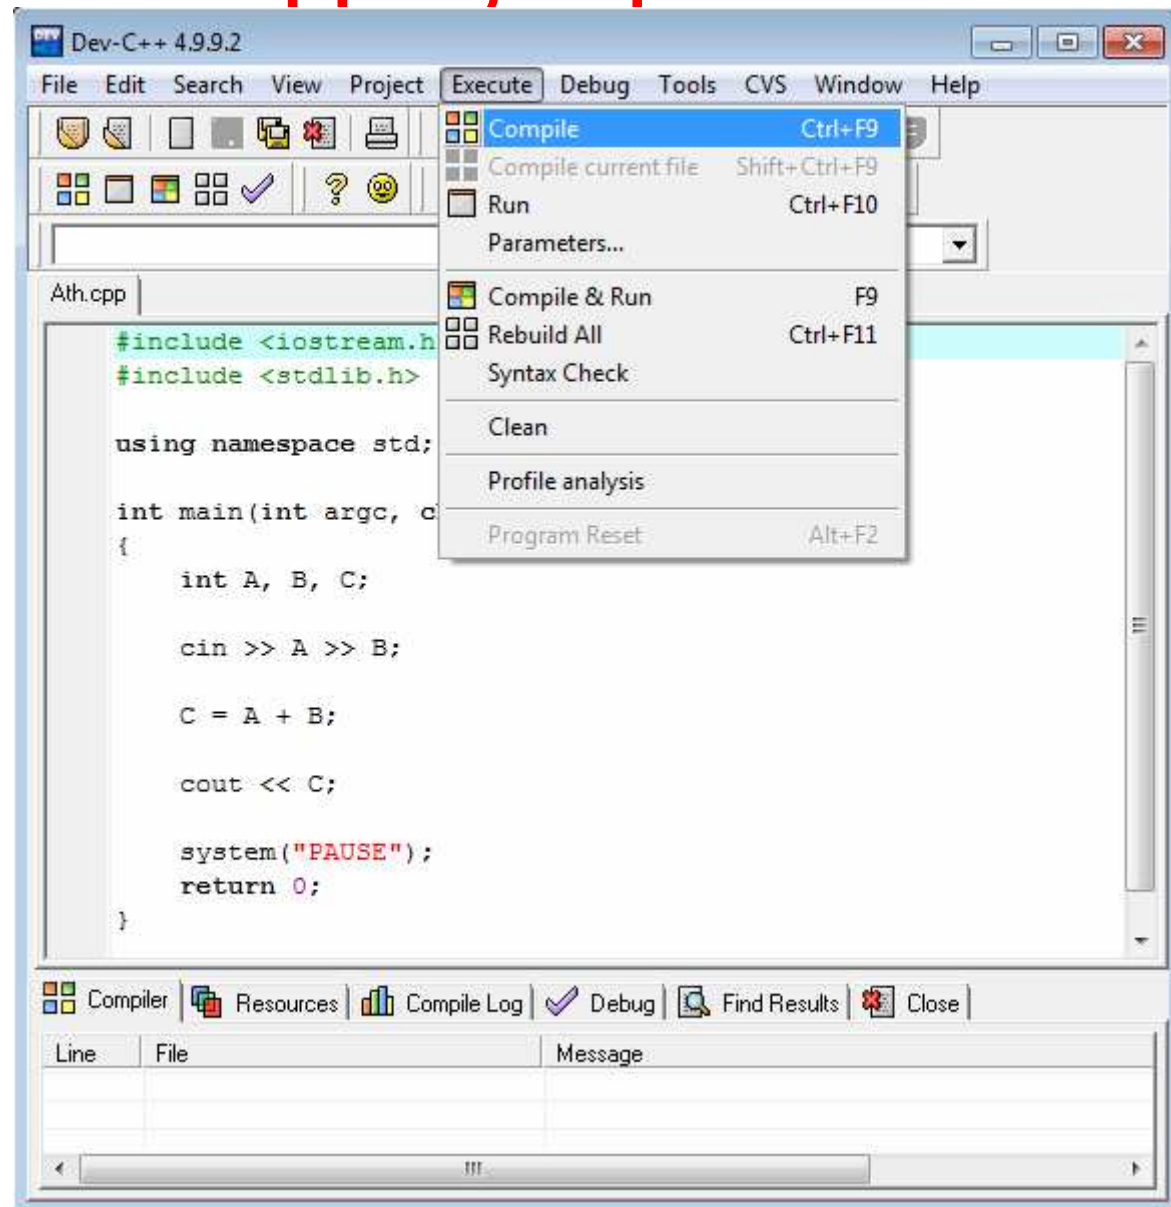 Dev-C++ 4.9.9.2
File Edit Search View Project Execute Debug Tools CVS Window Help
Compile Ctrl+F9
Compile current file Shift+Ctrl+F9
Run Ctrl+F10
Parameters...
Compile & Run F9
Rebuild All Ctrl+F11
Syntax Check
Clean
Profile analysis
Program Reset Alt+F2
Ath.cpp
#include <iostream.h
#include <stdlib.h>
using namespace std;
int main(int argc, c
{
int A, B, C;
cin >> A >> B;
C = A + B;
cout << C;
system("PAUSE");
return 0;
}
Compiler Resources Compile Log Debug Find Results Close
Line File Message